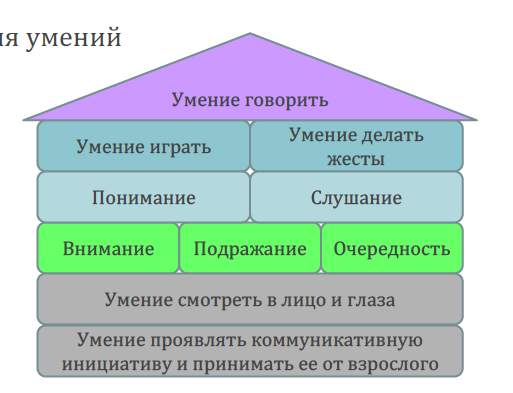 ия умений
Умение говорить
Умение играть
Умение делать
жесты
Понимание
Слушание
Внимание
Подражание
Очередность
Умение смотреть в лицо и глаза
Умение проявлять коммуникативную
инициативу и принимать ее от взрослого